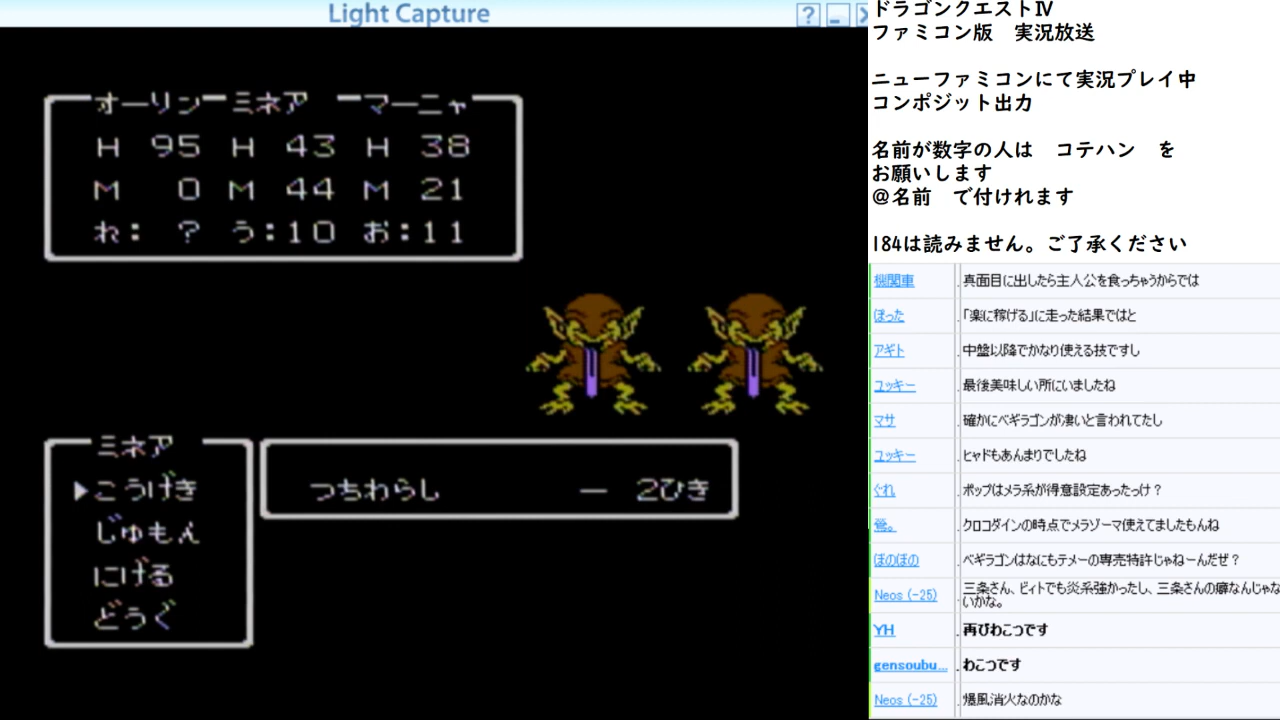 Light Capture
オーリン ミネア マーニャ
H 95 H 43 H 38
M 0 M 44 M 21
れ: ? う:10 お:11
ミネア
▶こうげき
じゅもん
にげる
どうぐ
つちわらし ー 2ひき
ドラゴンクエストⅣ
ファミコン版 実況放送
ニューファミコンにて実況プレイ中
コンポジット出力
名前が数字の人は コテハン を
お願いします
@名前 で付けれます
184は読みません。ご了承ください
機関車 真面目に出したら主人公を食っちゃうからでは
ぽった 「楽に稼げる」に走った結果ではと
アギト 中盤以降でかなり使える技ですし
ユッキー 最後美味しい所にいましたね
マサ 確かにベギラゴンが凄いと言われてたし
ユッキー ヒャドもあんまりでしたね
ぐれ ポップはメラ系が得意設定あったっけ？
クロコダインの時点でメラゾーマ使えてましたもんね
ぼのぼの ベギラゴンはなにもテメーの専売特許じゃねーんだぜ？
Neos (-25) 三条さん、ビィトでも炎系強かったし、三条さんの癖なんじゃな
いかな。
YH 再びわこつです
gensoubu... わこつです
Neos (-25) 爆風消火なのかな